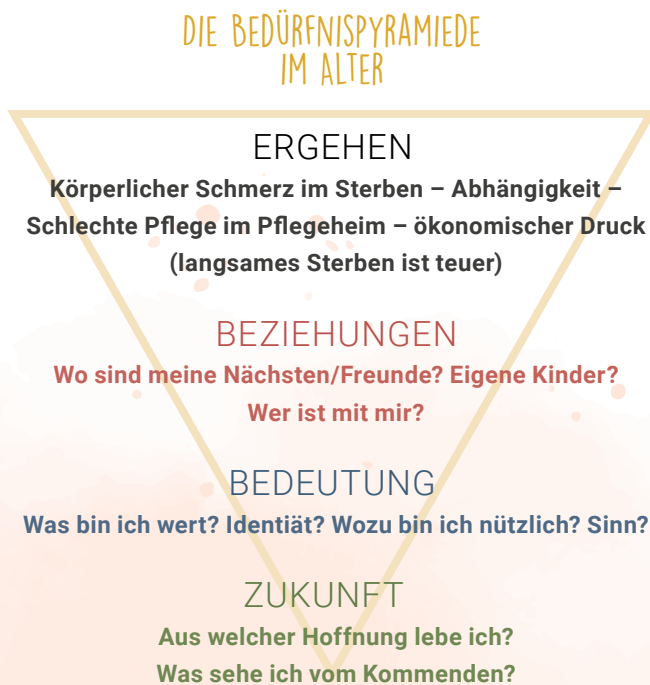 DIE BEDÜRFNISPYRAMIEDE
IM ALTER
ERGEHEN
Körperlicher Schmerz im Sterben – Abhängigkeit –
Schlechte Pflege im Pflegeheim – ökonomischer Druck
(langsames Sterben ist teuer)
BEZIEHUNGEN
Wo sind meine Nächsten/Freunde? Eigene Kinder?
Wer ist mit mir?
BEDEUTUNG
Was bin ich wert? Identiät? Wozu bin ich nützlich? Sinn?
ZUKUNFT
Aus welcher Hoffnung lebe ich?
Was sehe ich vom Kommenden?